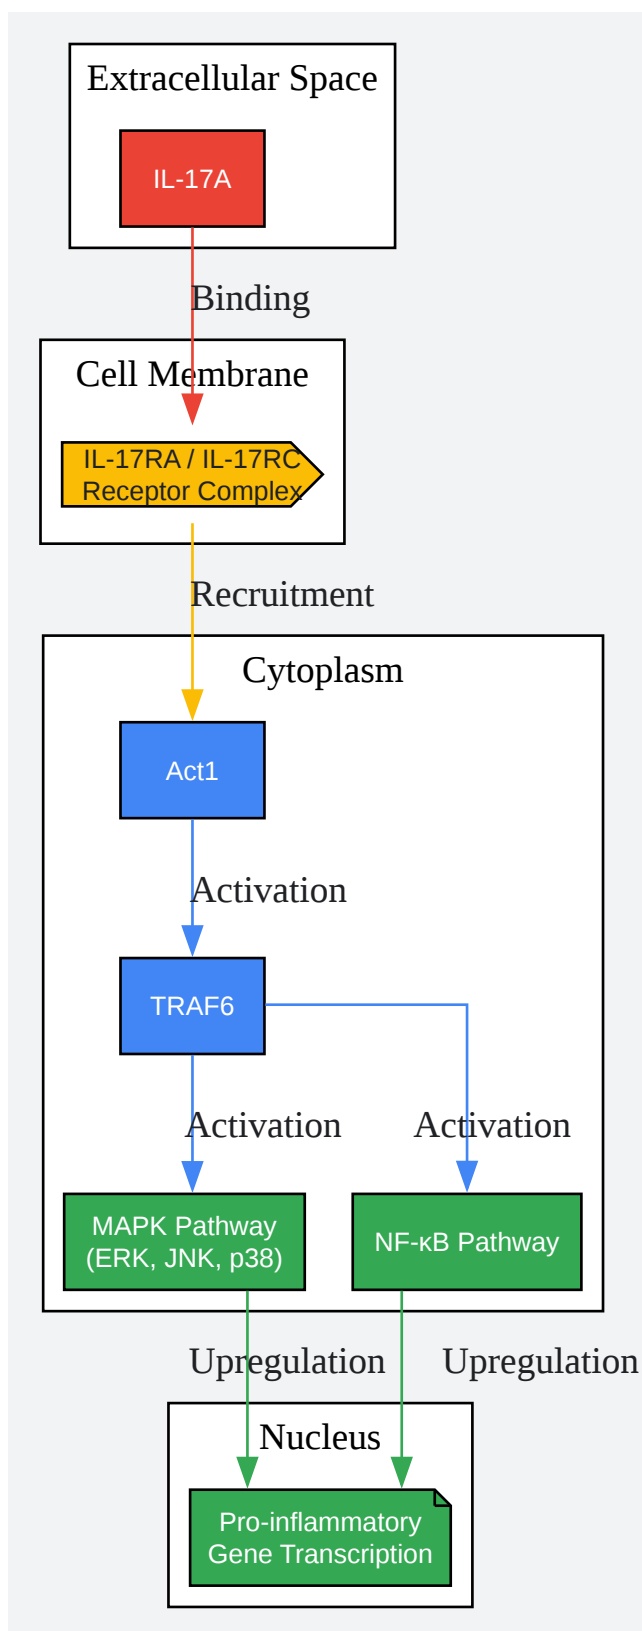 Extracellular Space
IL-17A
Binding
Cell Membrane
IL-17RA / IL-17RC
Receptor Complex
Recruitment
Cytoplasm
Act1
Activation
TRAF6
Activation
Activation
MAPK Pathway
(ERK, JNK, p38)
NF-κB Pathway
Upregulation
Upregulation
Nucleus
Pro-inflammatory
Gene Transcription